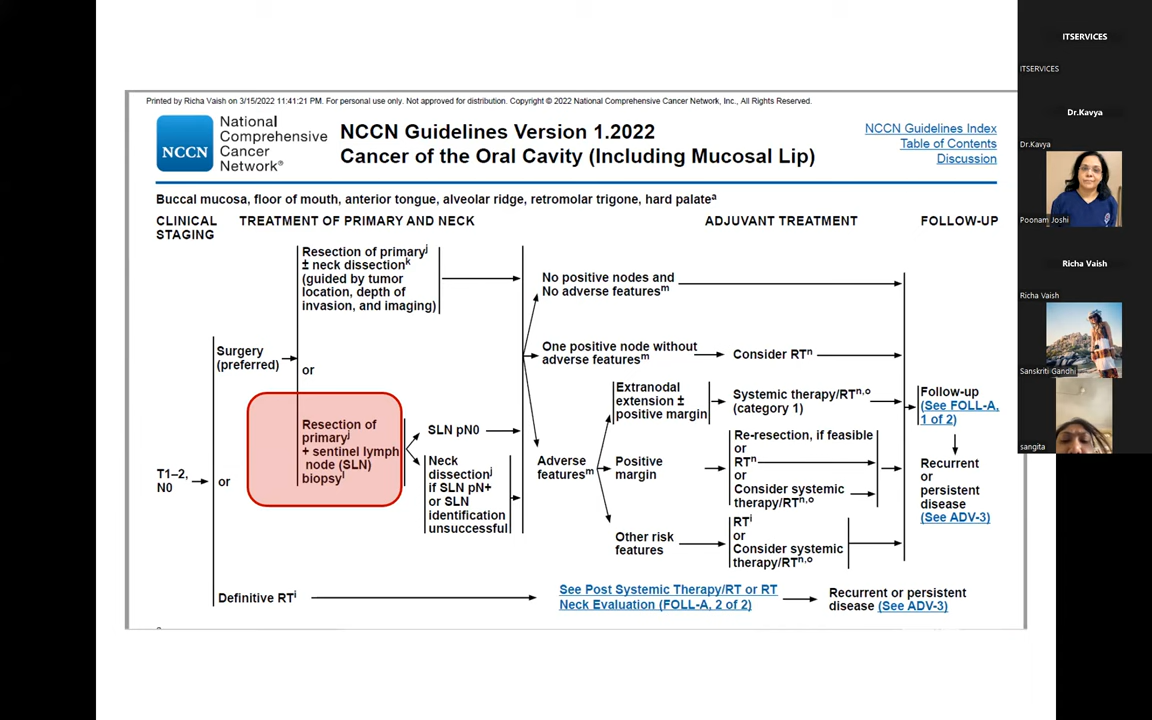 Printed by Richa Vaish on 3/15/2022 11:41:21 PM. For personal use only. Not approved for distribution. Copyright © 2022 National Comprehensive Cancer Network, Inc., All Rights Reserved.
NCCN
National
Comprehensive
Cancer
Network®
NCCN Guidelines Version 1.2022
Cancer of the Oral Cavity (Including Mucosal Lip)
NCCN Guidelines Index
Table of Contents
Discussion
Buccal mucosa, floor of mouth, anterior tongue, alveolar ridge, retromolar trigone, hard palateᵃ
CLINICAL
STAGING
TREATMENT OF PRIMARY AND NECK
ADJUVANT TREATMENT
FOLLOW-UP
T1–2,
N0
or
Surgery
(preferred)
Resection of primaryʲ
± neck dissectionᵏ
(guided by tumor
location, depth of
invasion, and imaging)
or
Resection of
primaryʲ
+ sentinel lymph
node (SLN)
biopsyˡ
SLN pN0
Neck
dissectionʲ
if SLN pN+
or SLN
identification
unsuccessful
No positive nodes and
No adverse featuresᵐ
One positive node without
adverse featuresᵐ
Consider RTⁿ
Adverse
featuresᵐ
Extranodal
extension ±
positive margin
Systemic therapy/RTⁿ,ᵒ
(category 1)
Positive
margin
Re-resection, if feasible
or
RTⁿ
or
Consider systemic
therapy/RTⁿ,ᵒ
Other risk
features
RTⁱ
or
Consider systemic
therapy/RTⁿ,ᵒ
Follow-up
(See FOLL-A,
1 of 2)
Recurrent
or
persistent
disease
(See ADV-3)
Definitive RTⁱ
See Post Systemic Therapy/RT or RT
Neck Evaluation (FOLL-A, 2 of 2)
Recurrent or persistent
disease (See ADV-3)
ITSERVICES
ITSERVICES
Dr.Kavya
Dr.Kavya
Poonam Joshi
Richa Vaish
Richa Vaish
Sanskriti Gandhi
sangita